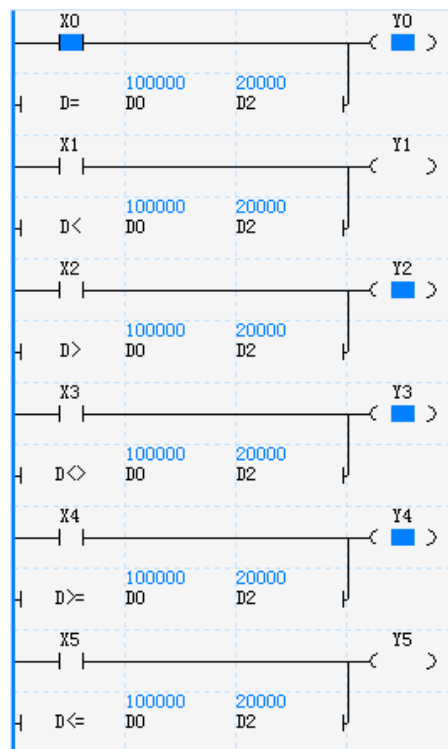 X0 Y0
100000 20000
D= D0 D2
X1 Y1
100000 20000
D< D0 D2
X2 Y2
100000 20000
D> D0 D2
X3 Y3
100000 20000
D<> D0 D2
X4 Y4
100000 20000
D>= D0 D2
X5 Y5
100000 20000
D<= D0 D2